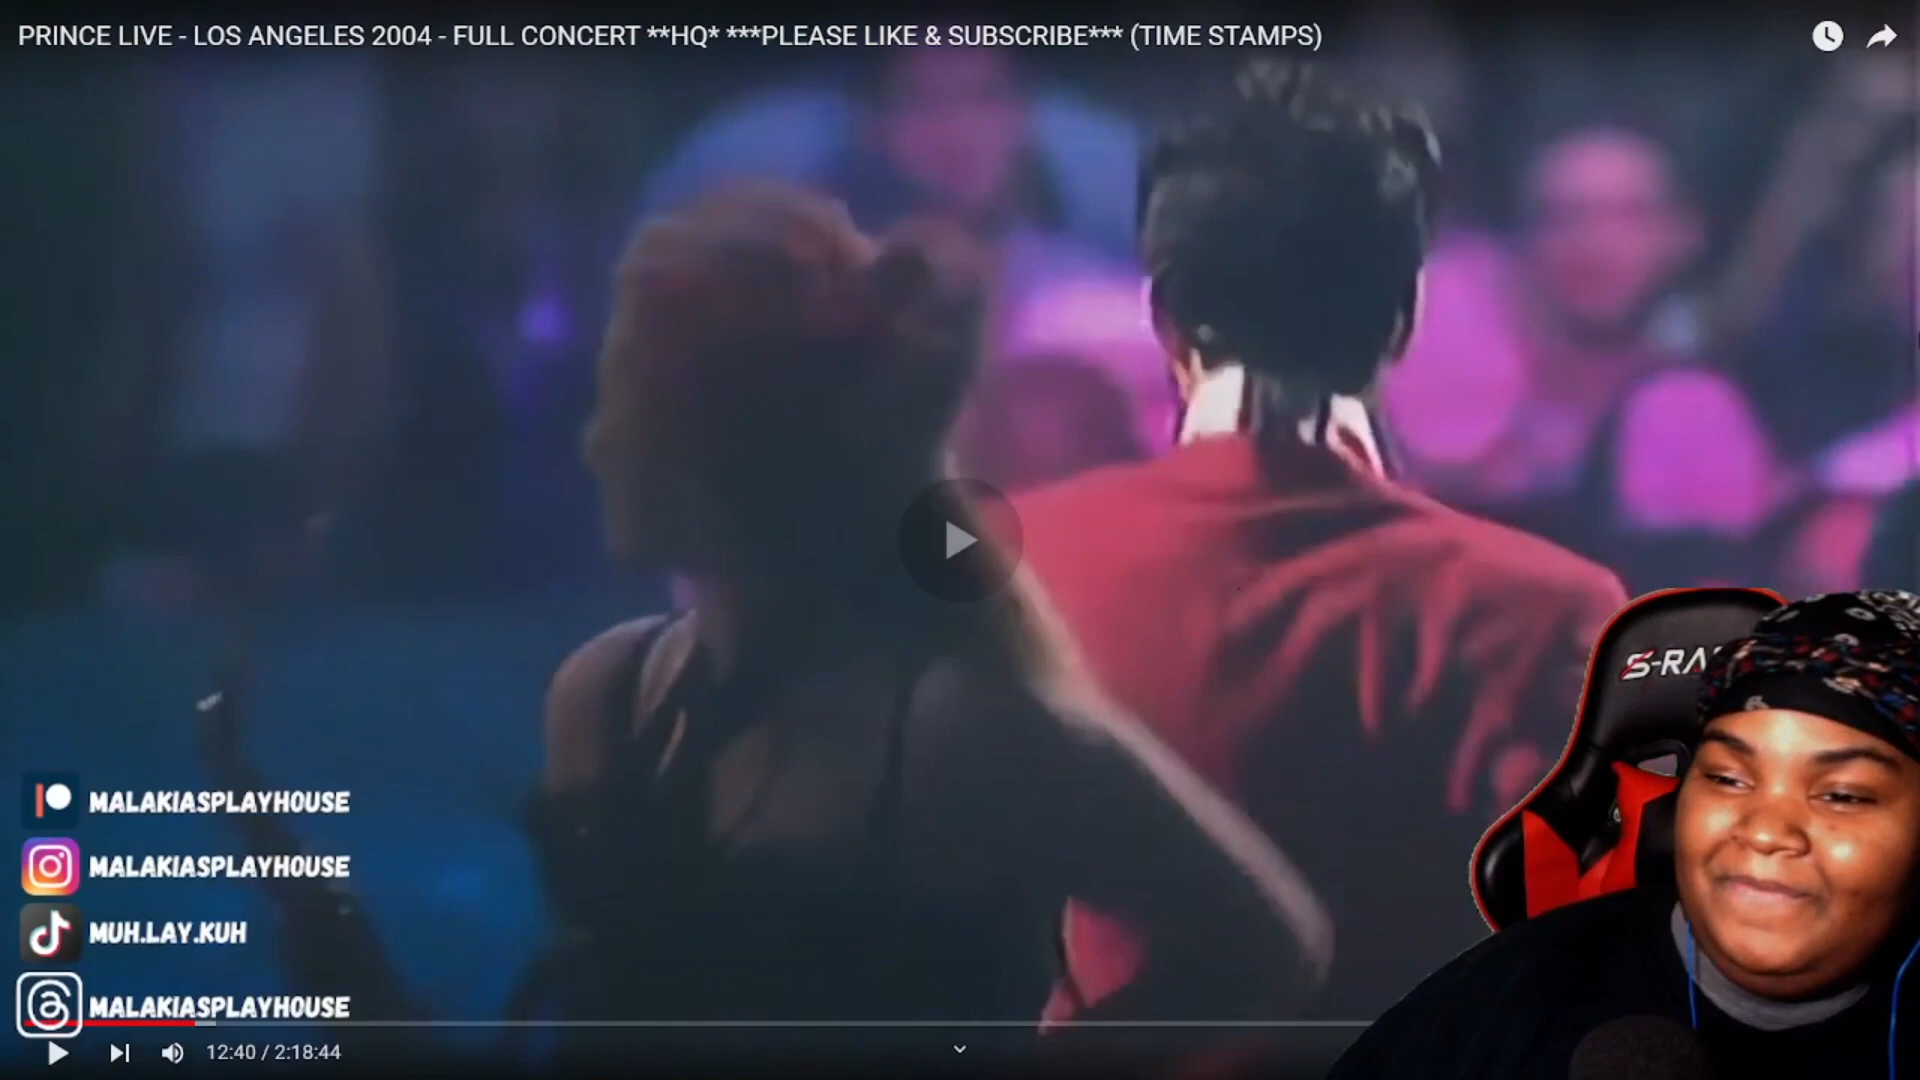 PRINCE LIVE - LOS ANGELES 2004 - FULL CONCERT **HQ* ***PLEASE LIKE & SUBSCRIBE*** (TIME STAMPS)
MALAKIASPLAYHOUSE
MALAKIASPLAYHOUSE
MUH.LAY.KUH
MALAKIASPLAYHOUSE
12:40 / 2:18:44